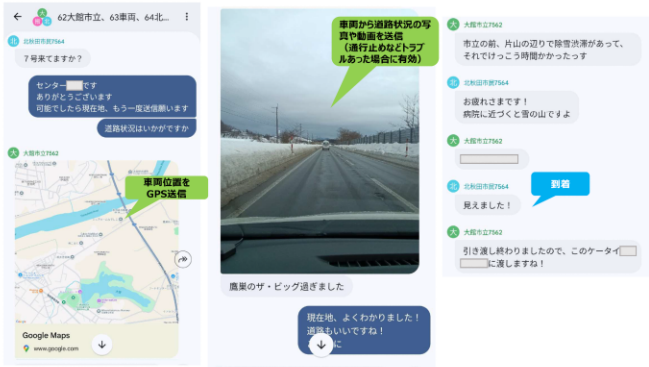 62大館市立、63車両、64北...
大
北秋田市民7564
7号来てますか?
センター
です
ありがとうございます
可能でしたら現在地、もう一度送信願います
道路状況はいかがですか
大館市立7562
車両位置を
GPS送信
Google Maps
www.google.com
車両から道路状況の写
真や動画を送信
(通行止めなどトラブ
ルあった場合に有効)
鷹巣のザ・ビッグ過ぎました
現在地、よくわかりました!
道路もいいですね!
に
大館市立7562
市立の前、片山の辺りで除雪渋滞があって、
それでけっこう時間かかったっす
北秋田市民7564
お疲れさまです!
病院に近づくと雪の山ですよ
大館市立7562
北秋田市民7564
到着
見えました!
大館市立7562
引き渡し終わりましたので、このケータイ
に渡しますね!